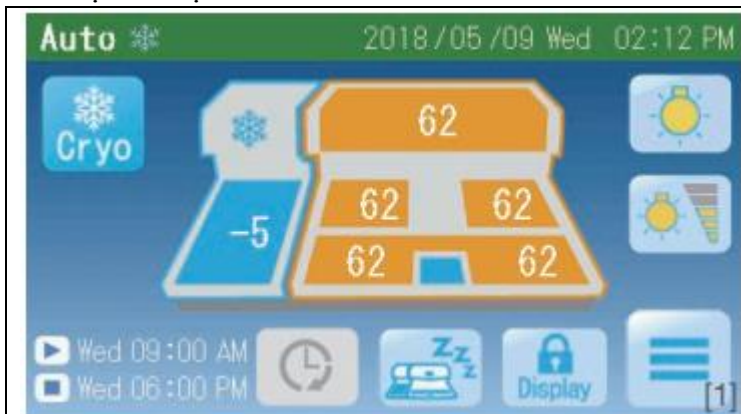 Auto 2018/05/09 Wed 02:12 PM
Cryo
62
-5 62 62
62 62
Wed 09:00 AM
Wed 06:00 PM
Zzz
Display
[1]